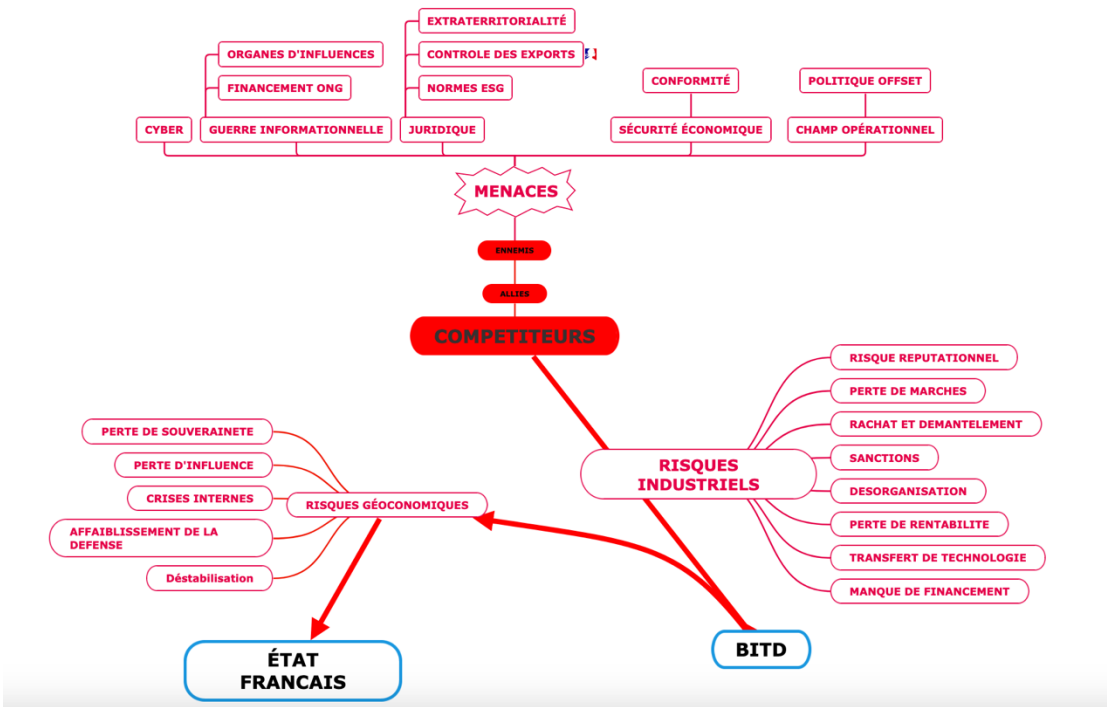 EXTRATERRITORIALITÉ
ORGANES D'INFLUENCES
CONTROLE DES EXPORTS
FINANCEMENT ONG
NORMES ESG
CONFORMITÉ
POLITIQUE OFFSET
CYBER
GUERRE INFORMATIONNELLE
JURIDIQUE
SÉCURITÉ ÉCONOMIQUE
CHAMP OPÉRATIONNEL
MENACES
ENNEMIS
ALLIES
COMPETITEURS
RISQUE REPUTATIONNEL
PERTE DE MARCHES
RACHAT ET DEMANTELEMENT
SANCTIONS
RISQUES
INDUSTRIELS
DESORGANISATION
PERTE DE RENTABILITE
TRANSFERT DE TECHNOLOGIE
MANQUE DE FINANCEMENT
PERTE DE SOUVERAINETE
PERTE D'INFLUENCE
CRISES INTERNES
RISQUES GÉOCONOMIQUES
AFFAIBLISSEMENT DE LA
DEFENSE
Déstabilisation
ÉTAT
FRANCAIS
BITD